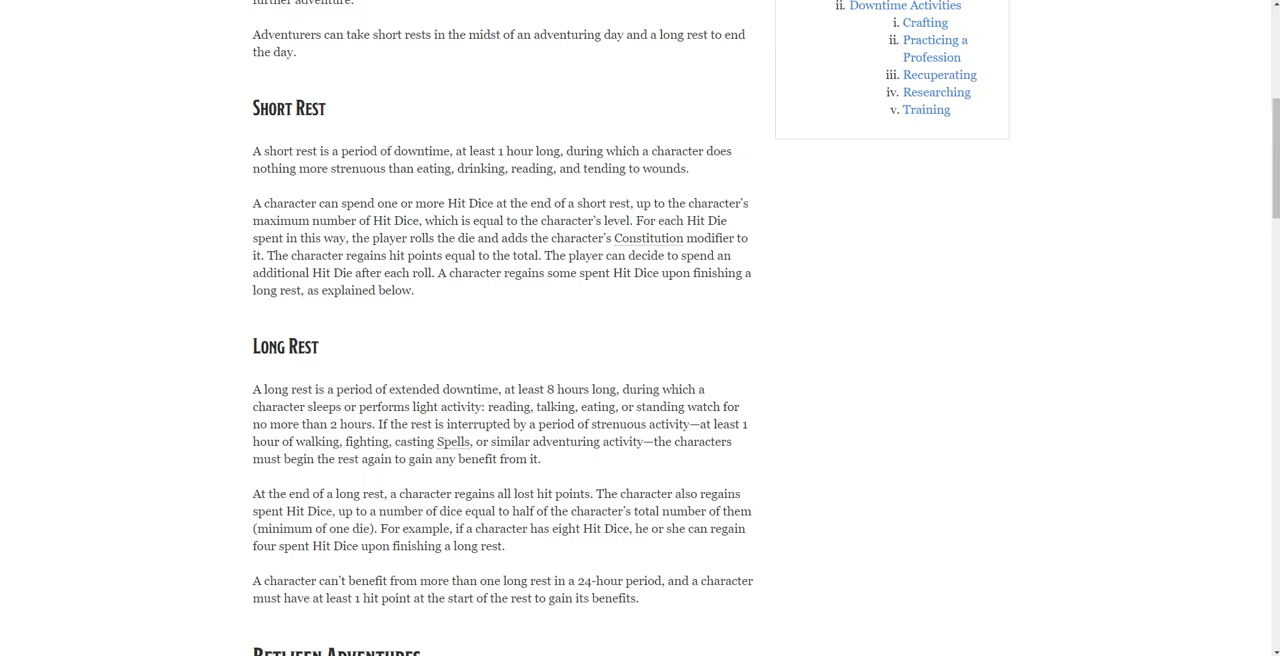 further adventure.
Adventurers can take short rests in the midst of an adventuring day and a long rest to end
the day.
Short Rest
A short rest is a period of downtime, at least 1 hour long, during which a character does
nothing more strenuous than eating, drinking, reading, and tending to wounds.
A character can spend one or more Hit Dice at the end of a short rest, up to the character’s
maximum number of Hit Dice, which is equal to the character’s level. For each Hit Die
spent in this way, the player rolls the die and adds the character’s Constitution modifier to
it. The character regains hit points equal to the total. The player can decide to spend an
additional Hit Die after each roll. A character regains some spent Hit Dice upon finishing a
long rest, as explained below.
Long Rest
A long rest is a period of extended downtime, at least 8 hours long, during which a
character sleeps or performs light activity: reading, talking, eating, or standing watch for
no more than 2 hours. If the rest is interrupted by a period of strenuous activity—at least 1
hour of walking, fighting, casting Spells, or similar adventuring activity—the characters
must begin the rest again to gain any benefit from it.
At the end of a long rest, a character regains all lost hit points. The character also regains
spent Hit Dice, up to a number of dice equal to half of the character’s total number of them
(minimum of one die). For example, if a character has eight Hit Dice, he or she can regain
four spent Hit Dice upon finishing a long rest.
A character can’t benefit from more than one long rest in a 24-hour period, and a character
must have at least 1 hit point at the start of the rest to gain its benefits.
Between Adventures
ii. Downtime Activities
i. Crafting
ii. Practicing a
Profession
iii. Recuperating
iv. Researching
v. Training